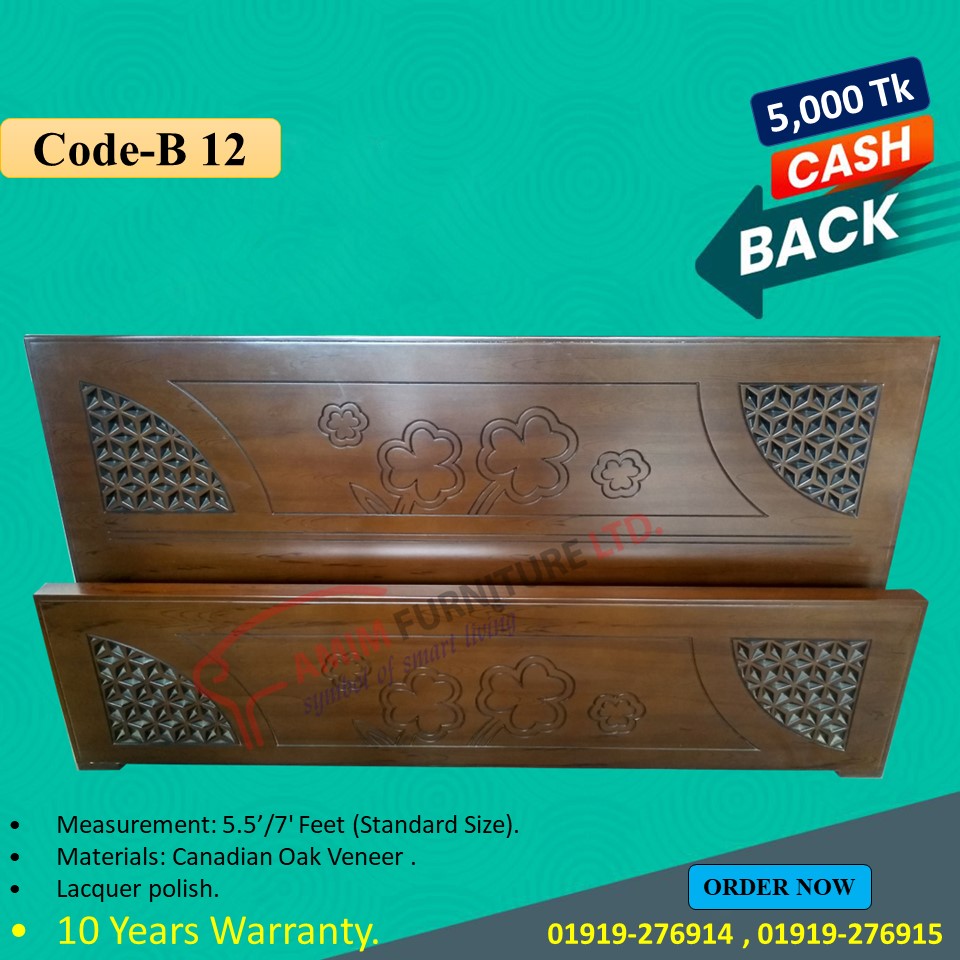 Code-B 12
5,000 Tk
CASH
BACK
AMIM FURNITURE LTD.
symbol of smart living
• Measurement: 5.5’/7' Feet (Standard Size).
• Materials: Canadian Oak Veneer .
• Lacquer polish.
• 10 Years Warranty.
ORDER NOW
01919-276914 , 01919-276915